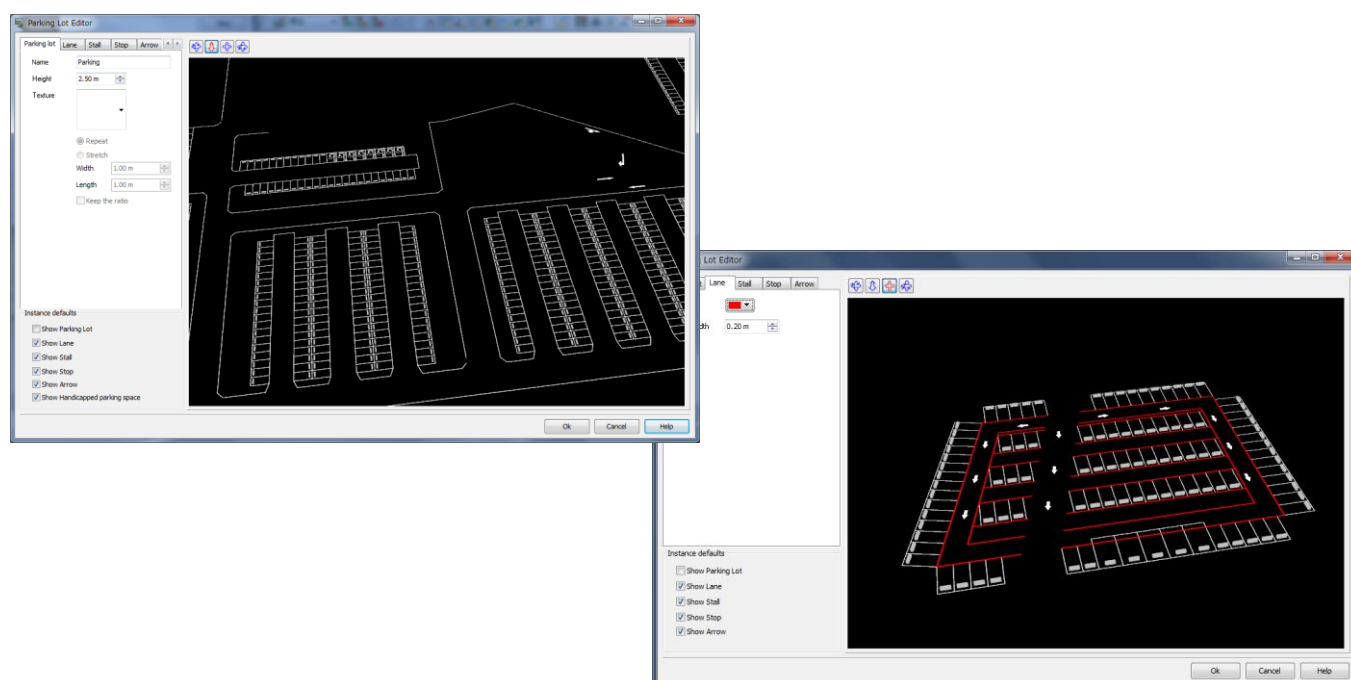 Parking Lot Editor
Parking lot Lane Stall Stop Arrow
Name Parking
Height 2.50 m
Texture
Repeat
Stretch
Width 1.00 m
Length 1.00 m
Keep the ratio
Instance defaults
Show Parking Lot
Show Lane
Show Stall
Show Stop
Show Arrow
Show Handicapped parking space
Ok Cancel Help
Lot Editor
Lane Stall Stop Arrow
0.20 m
Instance defaults
Show Parking Lot
Show Lane
Show Stall
Show Stop
Show Arrow
Ok Cancel Help